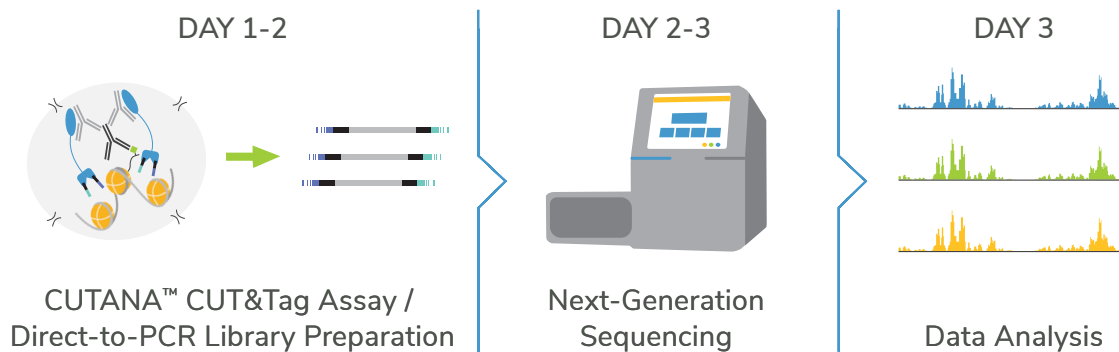 DAY 1-2
CUTANA™ CUT&Tag Assay /
Direct-to-PCR Library Preparation
DAY 2-3
Next-Generation
Sequencing
DAY 3
Data Analysis